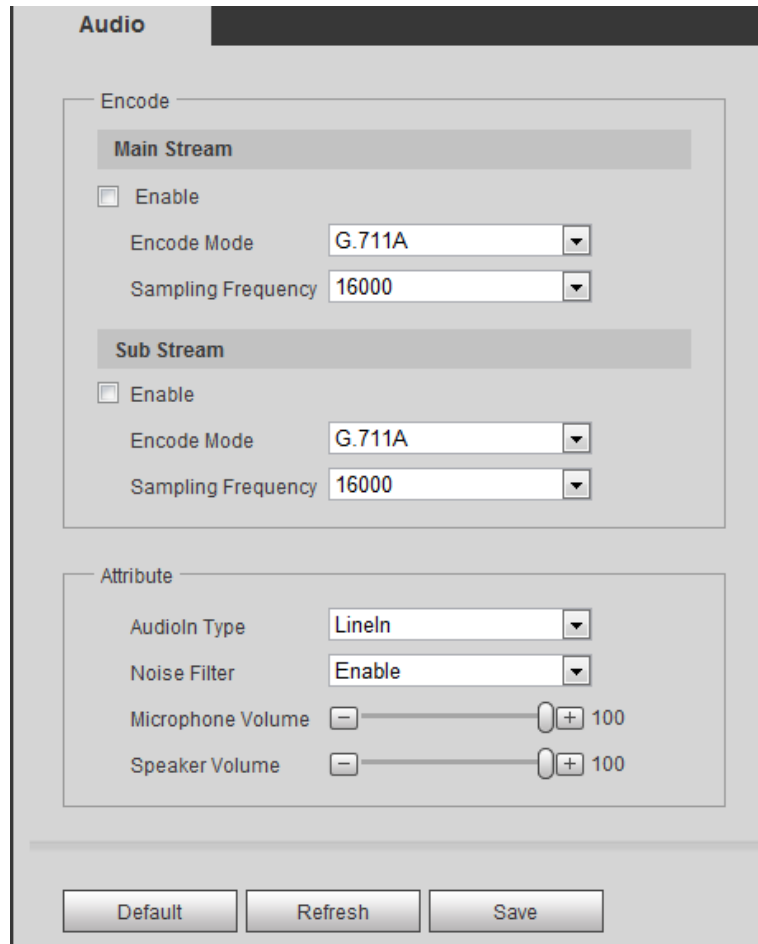 Audio
Encode
Main Stream
Enable
Encode Mode G.711A
Sampling Frequency 16000
Sub Stream
Enable
Encode Mode G.711A
Sampling Frequency 16000
Attribute
AudioIn Type LineIn
Noise Filter Enable
Microphone Volume 100
Speaker Volume 100
Default Refresh Save